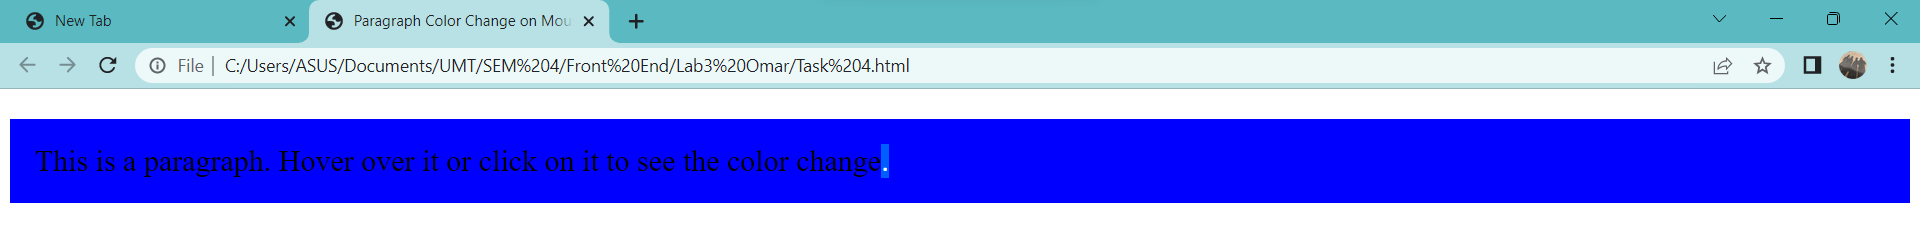 New Tab
Paragraph Color Change on Mou
File | C:/Users/ASUS/Documents/UMT/SEM%204/Front%20End/Lab3%20Omar/Task%204.html
This is a paragraph. Hover over it or click on it to see the color change.